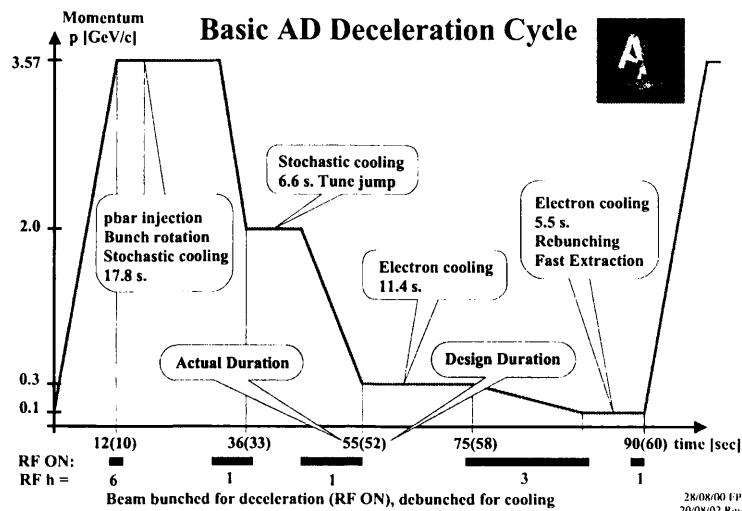 Momentum
p [GeV/c]
Basic AD Deceleration Cycle
A
3.57
Stochastic cooling
6.6 s. Tune jump
pbar injection
Bunch rotation
Stochastic cooling
17.8 s.
Electron cooling
5.5 s.
Rebunching
Fast Extraction
2.0
Electron cooling
11.4 s.
Actual Duration
Design Duration
0.3
0.1
12(10) 36(33) 55(52) 75(58) 90(60) time [sec]
RF ON:
RF h = 6 1 1 3 1
Beam bunched for deceleration (RF ON), debunched for cooling
28/08/00